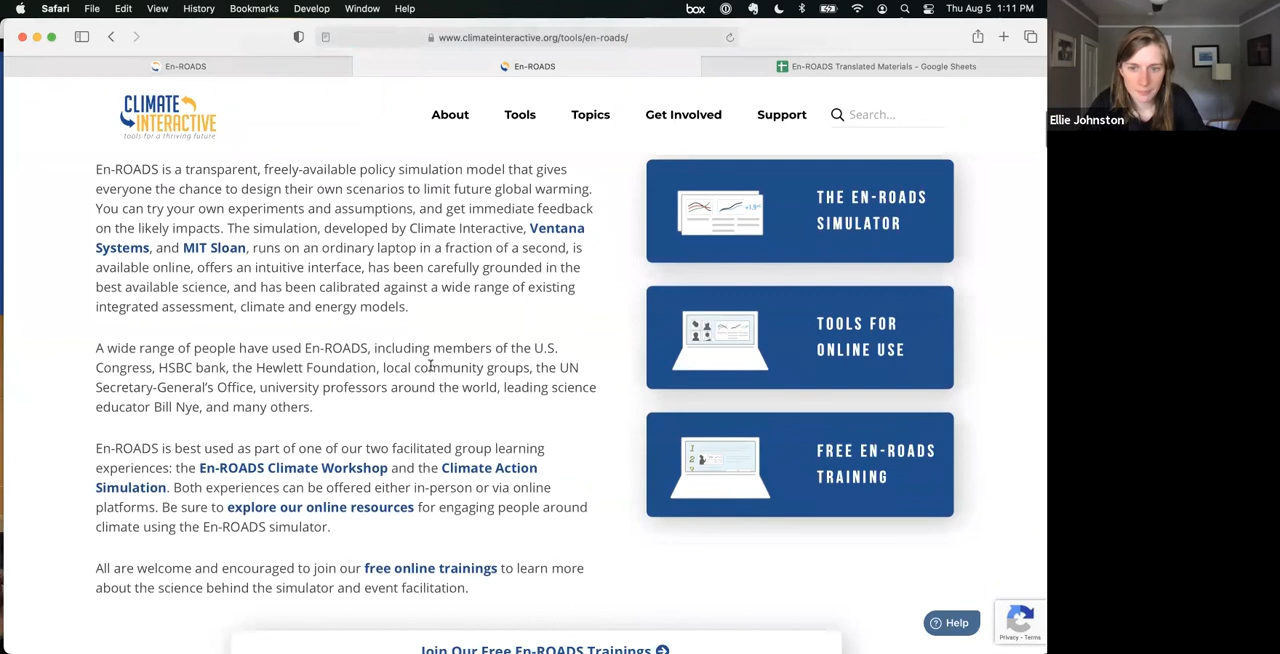 Safari File Edit View History Bookmarks Develop Window Help box Thu Aug 5 1:11 PM
www.climateinteractive.org/tools/en-roads/
En-ROADS En-ROADS En-ROADS Translated Materials - Google Sheets
Ellie Johnston
CLIMATE
INTERACTIVE
tools for a thriving future
About Tools Topics Get Involved Support Search...
En-ROADS is a transparent, freely-available policy simulation model that gives
everyone the chance to design their own scenarios to limit future global warming.
You can try your own experiments and assumptions, and get immediate feedback
on the likely impacts. The simulation, developed by Climate Interactive, Ventana
Systems, and MIT Sloan, runs on an ordinary laptop in a fraction of a second, is
available online, offers an intuitive interface, has been carefully grounded in the
best available science, and has been calibrated against a wide range of existing
integrated assessment, climate and energy models.
A wide range of people have used En-ROADS, including members of the U.S.
Congress, HSBC bank, the Hewlett Foundation, local community groups, the UN
Secretary-General's Office, university professors around the world, leading science
educator Bill Nye, and many others.
En-ROADS is best used as part of one of our two facilitated group learning
experiences: the En-ROADS Climate Workshop and the Climate Action
Simulation. Both experiences can be offered either in-person or via online
platforms. Be sure to explore our online resources for engaging people around
climate using the En-ROADS simulator.
All are welcome and encouraged to join our free online trainings to learn more
about the science behind the simulator and event facilitation.
THE EN-ROADS
SIMULATOR
TOOLS FOR
ONLINE USE
FREE EN-ROADS
TRAINING
Join Our Free En-ROADS Trainings
Help
Privacy - Terms